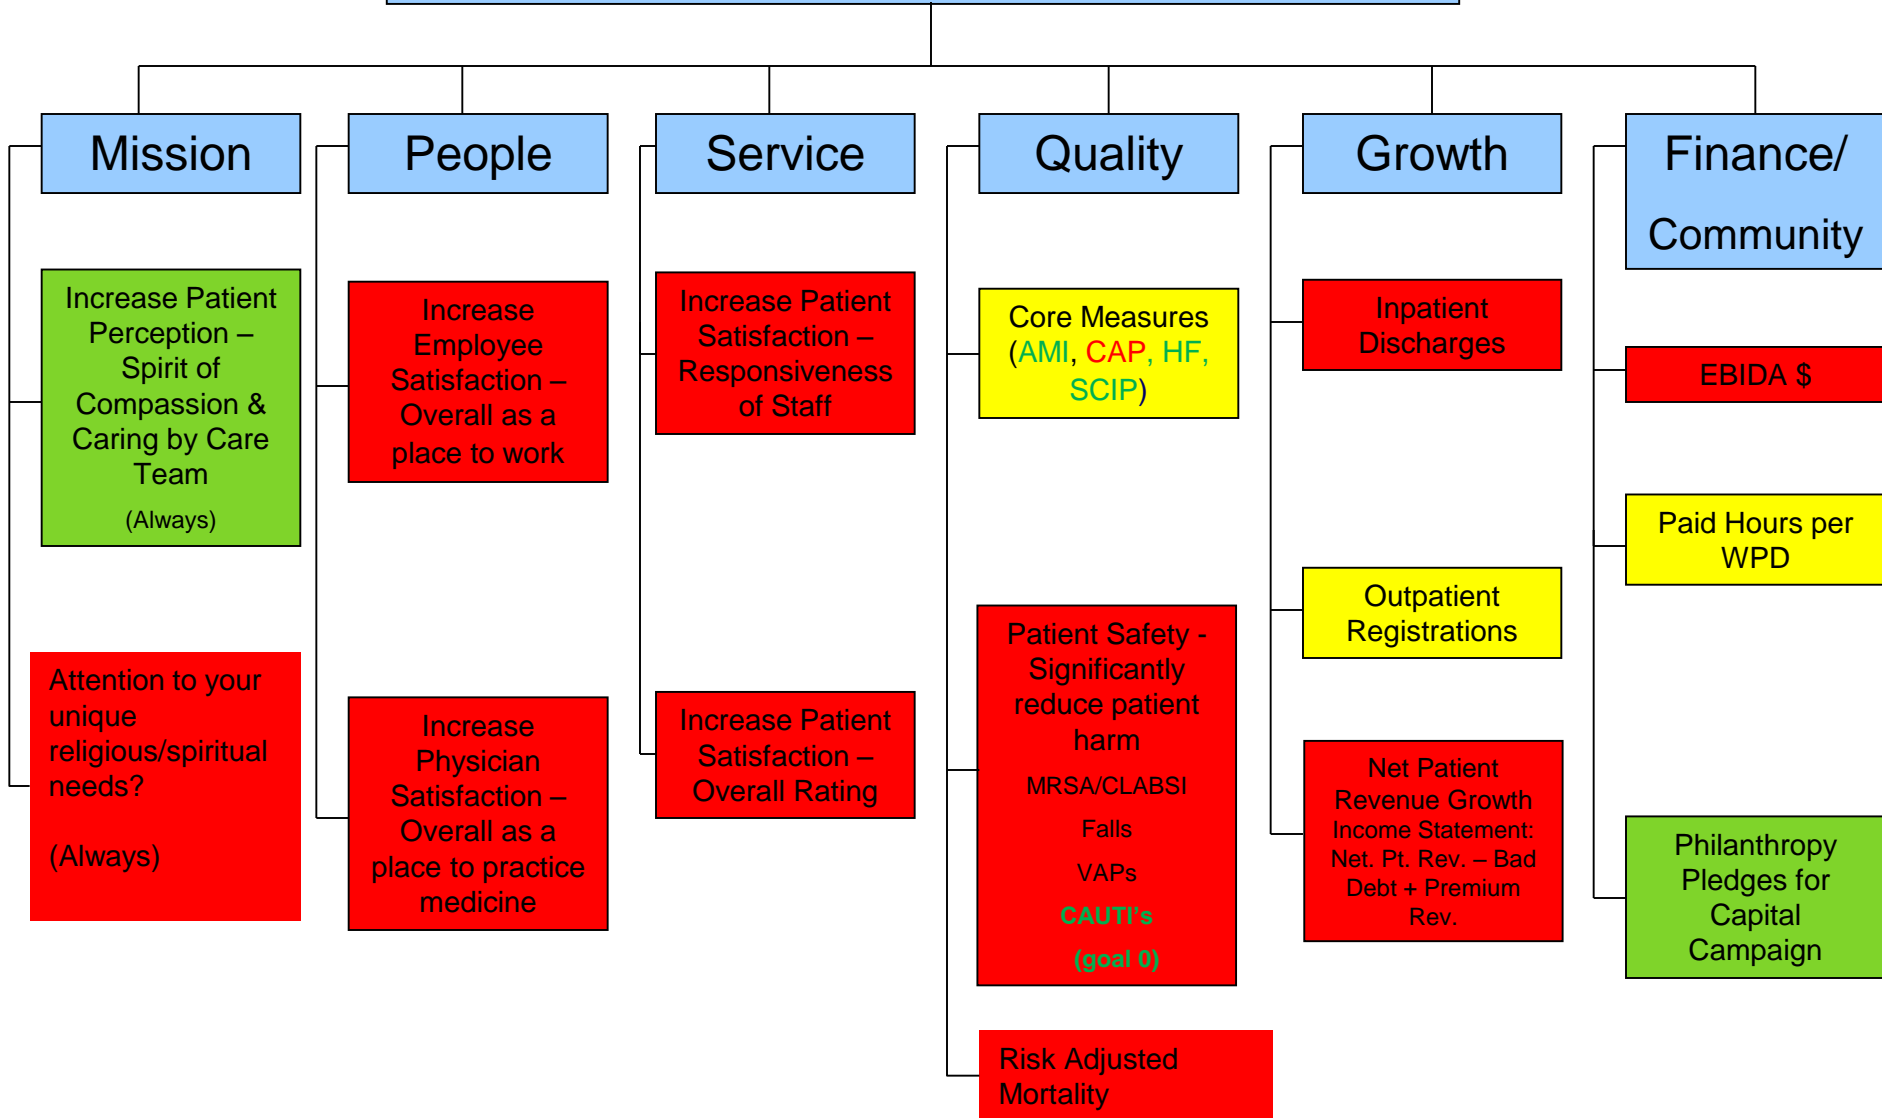 Mission
People
Service
Quality
Growth
Finance/
Community
Increase Patient
Perception –
Spirit of
Compassion &
Caring by Care
Team
(Always)
Attention to your
unique
religious/spiritual
needs?
(Always)
Increase
Employee
Satisfaction –
Overall as a
place to work
Increase
Physician
Satisfaction –
Overall as a
place to practice
medicine
Increase Patient
Satisfaction –
Responsiveness
of Staff
Increase Patient
Satisfaction –
Overall Rating
Core Measures
(AMI, CAP, HF,
SCIP)
Patient Safety -
Significantly
reduce patient
harm
MRSA/CLABSI
Falls
VAPs
CAUTI’s
(goal 0)
Risk Adjusted
Mortality
Inpatient
Discharges
Outpatient
Registrations
Net Patient
Revenue Growth
Income Statement:
Net. Pt. Rev. – Bad
Debt + Premium
Rev.
EBIDA $
Paid Hours per
WPD
Philanthropy
Pledges for
Capital
Campaign